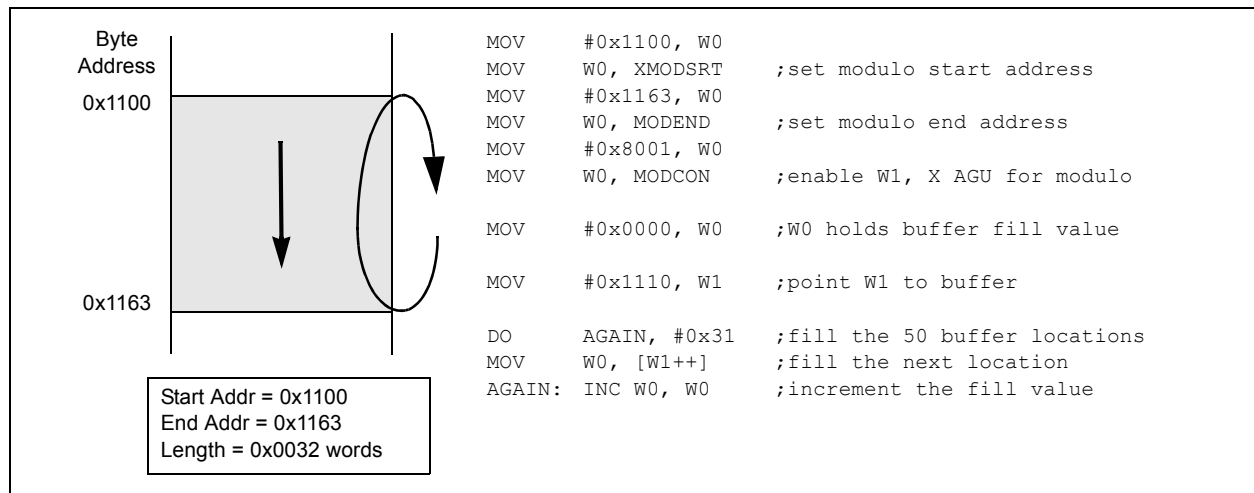 Byte
Address
0x1100
0x1163
Start Addr = 0x1100
End Addr = 0x1163
Length = 0x0032 words
MOV #0x1100, W0
MOV W0, XMODSRT ;set modulo start address
MOV #0x1163, W0
MOV W0, MODEND ;set modulo end address
MOV #0x8001, W0
MOV W0, MODCON ;enable W1, X AGU for modulo
MOV #0x0000, W0 ;W0 holds buffer fill value
MOV #0x1110, W1 ;point W1 to buffer
DO AGAIN, #0x31 ;fill the 50 buffer locations
MOV W0, [W1++] ;fill the next location
AGAIN: INC W0, W0 ;increment the fill value